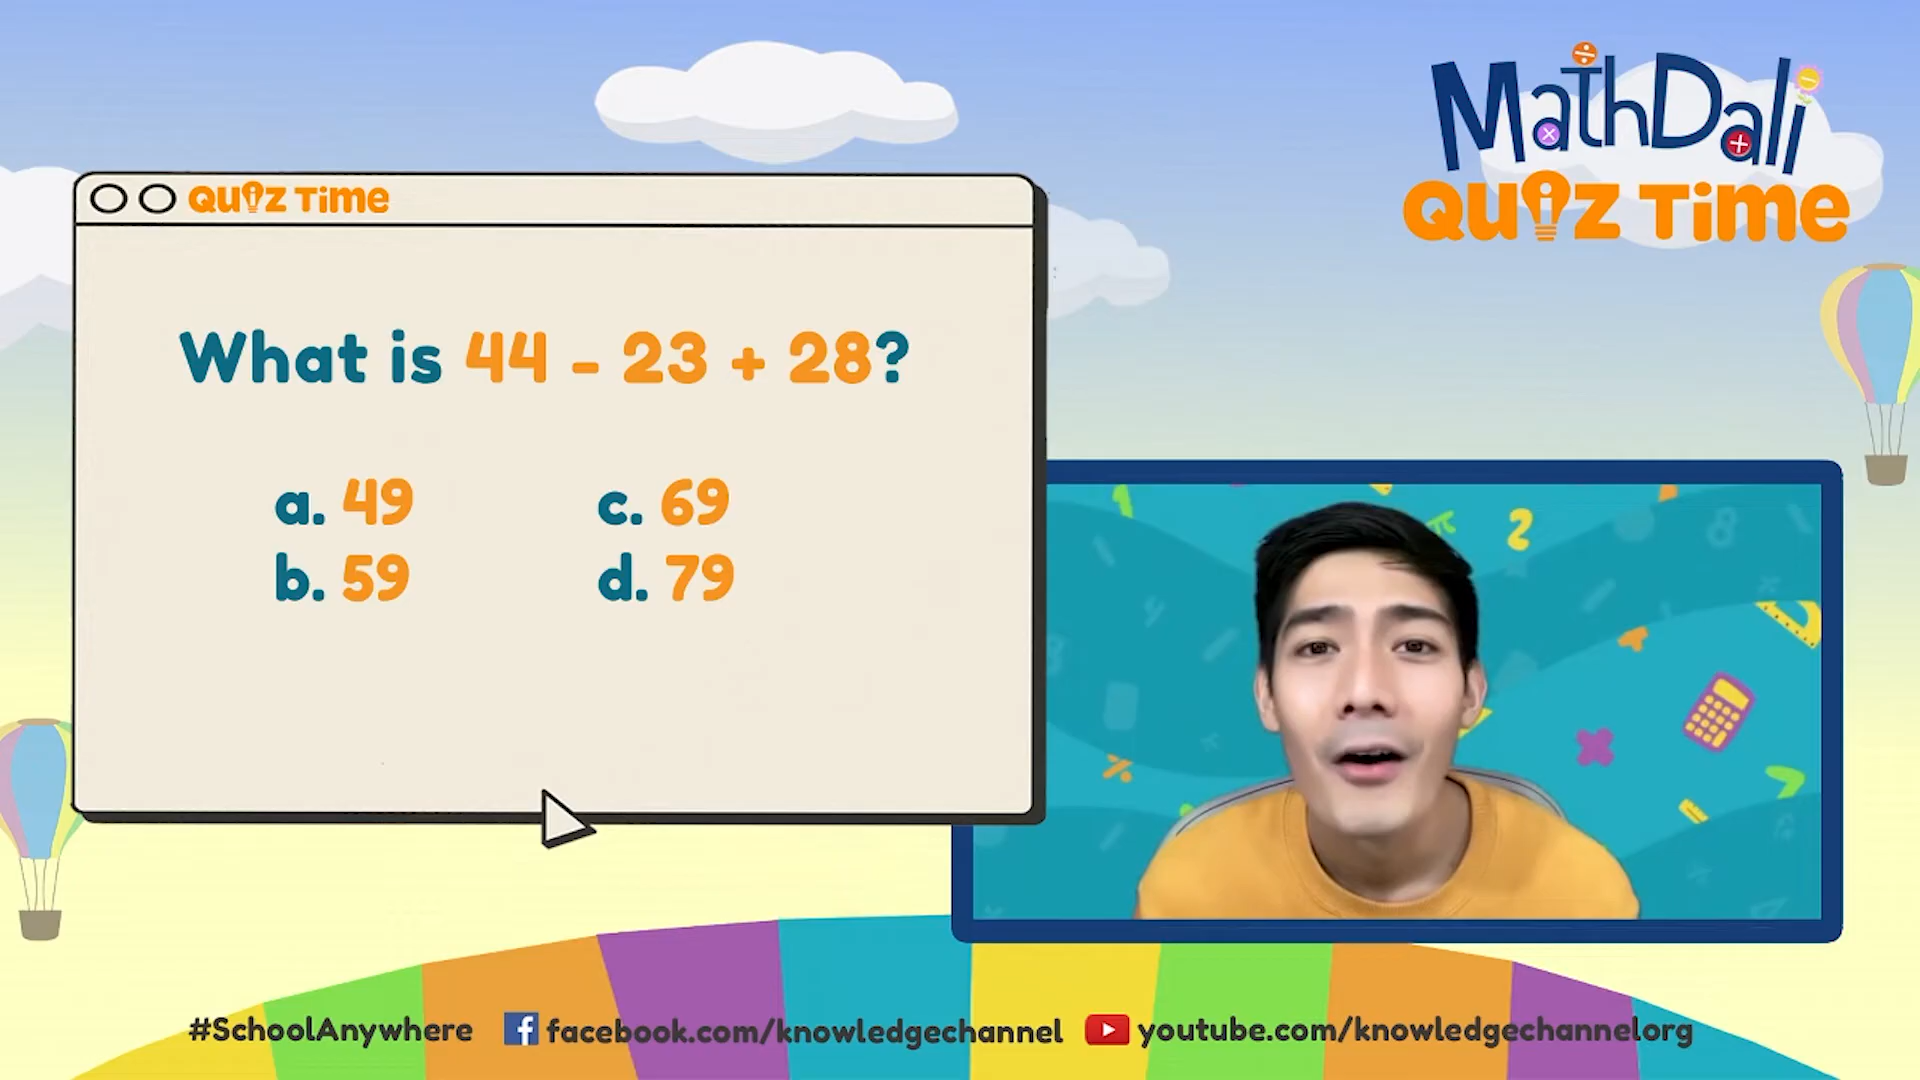 MathDali
QUIZ TIME
QUIZ TIME
What is 44 - 23 + 28?
a. 49
b. 59
c. 69
d. 79
#SchoolAnywhere facebook.com/knowledgechannel youtube.com/knowledgechannelorg